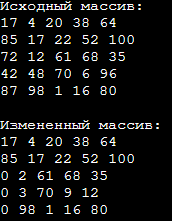 Исходный массив:
17 4 20 38 64
85 17 22 52 100
72 12 61 68 35
42 48 70 6 96
87 98 1 16 80
Измененный массив:
17 4 20 38 64
85 17 22 52 100
0 2 61 68 35
0 3 70 9 12
0 98 1 16 80